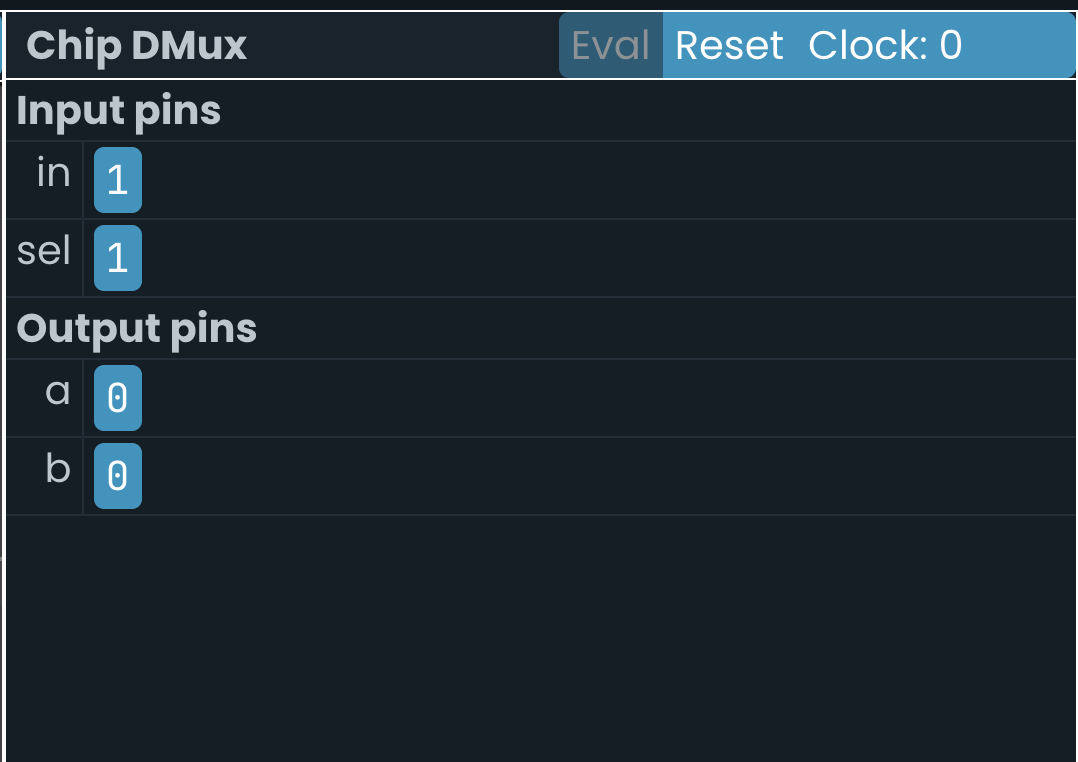 Chip DMux Eval Reset Clock: 0
Input pins
in 1
sel 1
Output pins
a 0
b 0